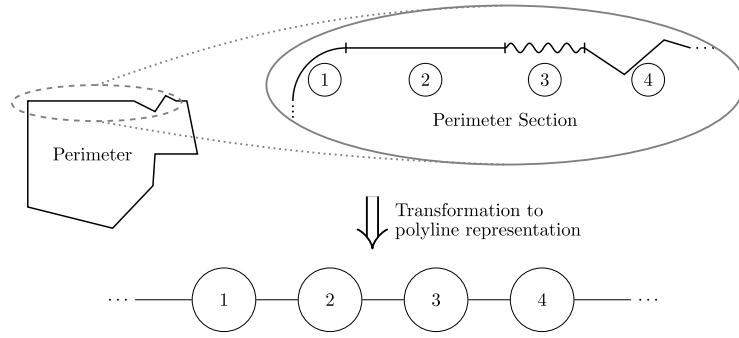 1
2
3
4
Perimeter Section
Perimeter
Transformation to
polyline representation
··· 1 2 3 4 ···